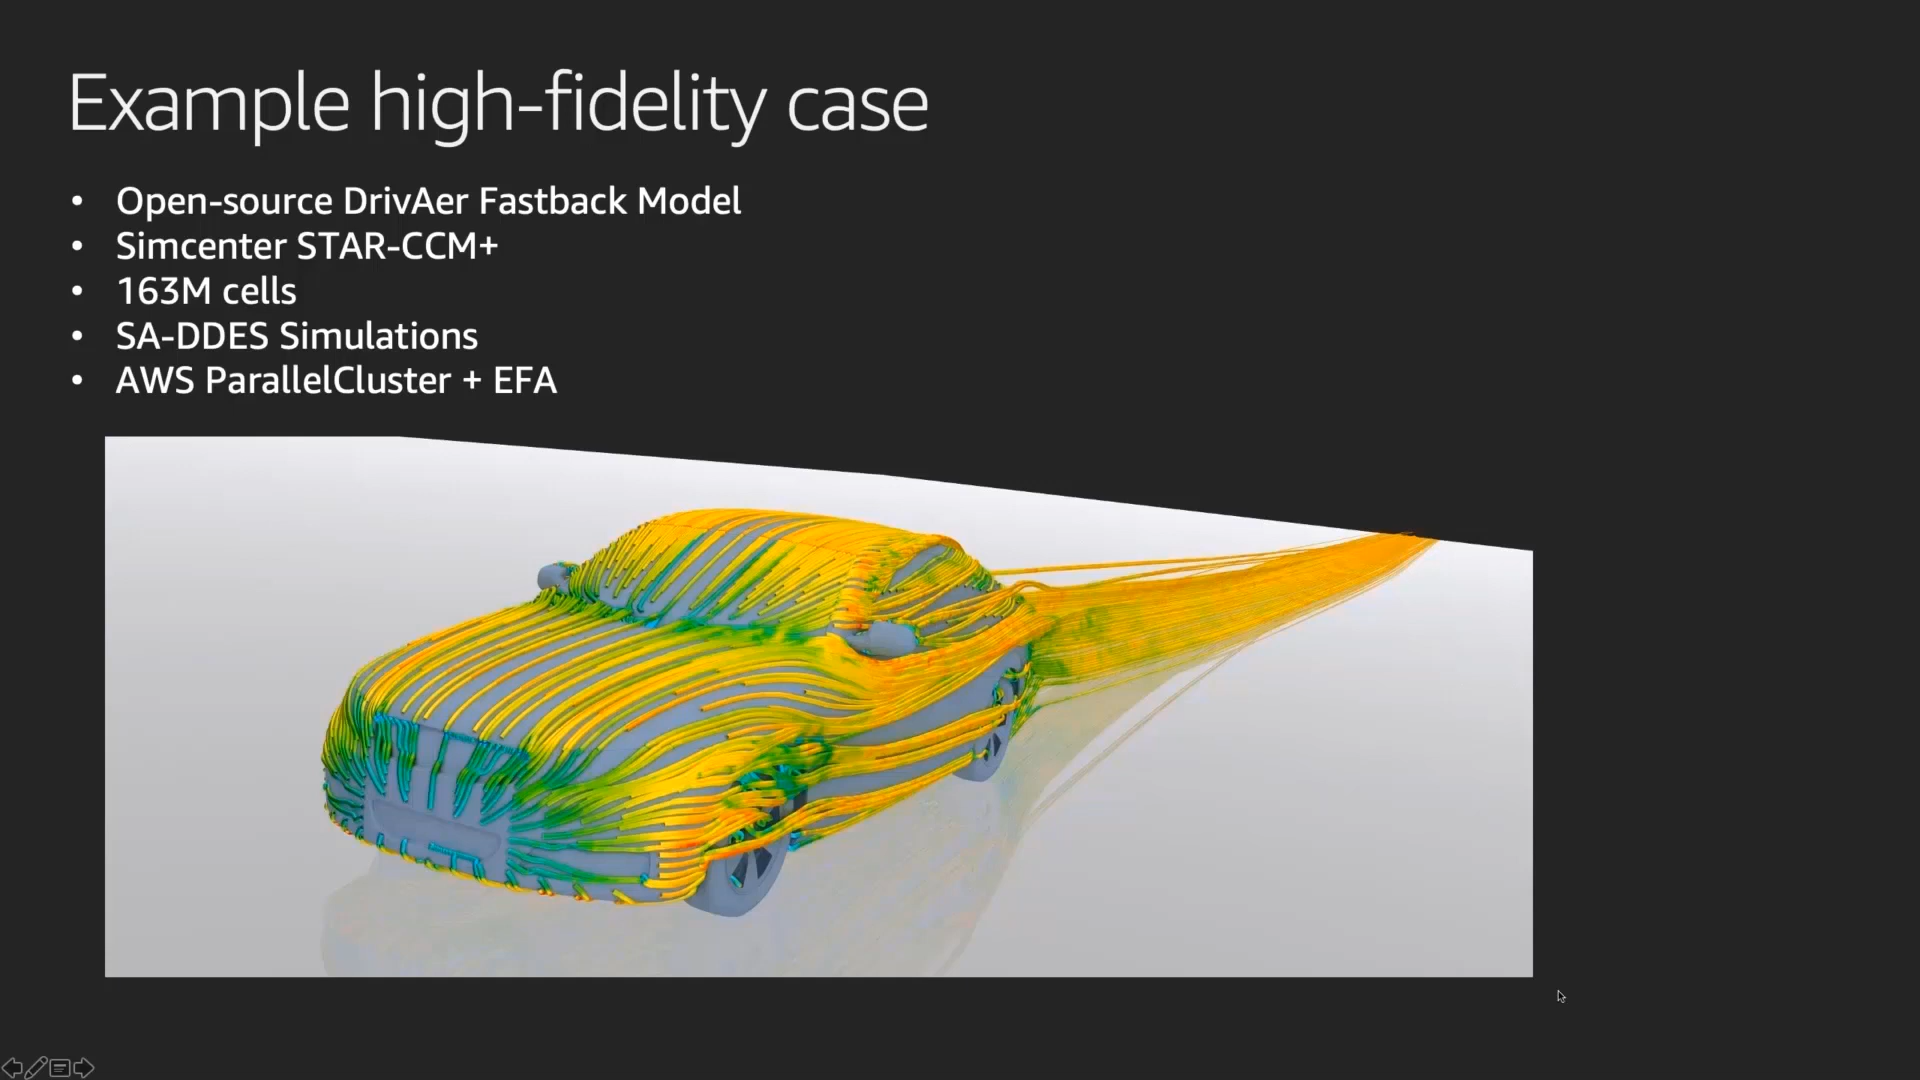 Example high-fidelity case
• Open-source DrivAer Fastback Model
• Simcenter STAR-CCM+
• 163M cells
• SA-DDES Simulations
• AWS ParallelCluster + EFA